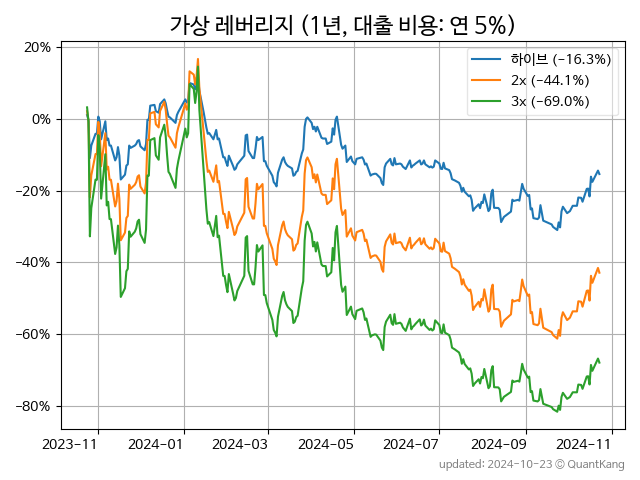 가상 레버리지 (1년, 대출 비용: 연 5%)
하이브 (−16.3%)
2x (−44.1%)
3x (−69.0%)
20%
0%
−20%
−40%
−60%
−80%
2023−11 2024−01 2024−03 2024−05 2024−07 2024−09 2024−11
updated: 2024-10-23 © QuantKang